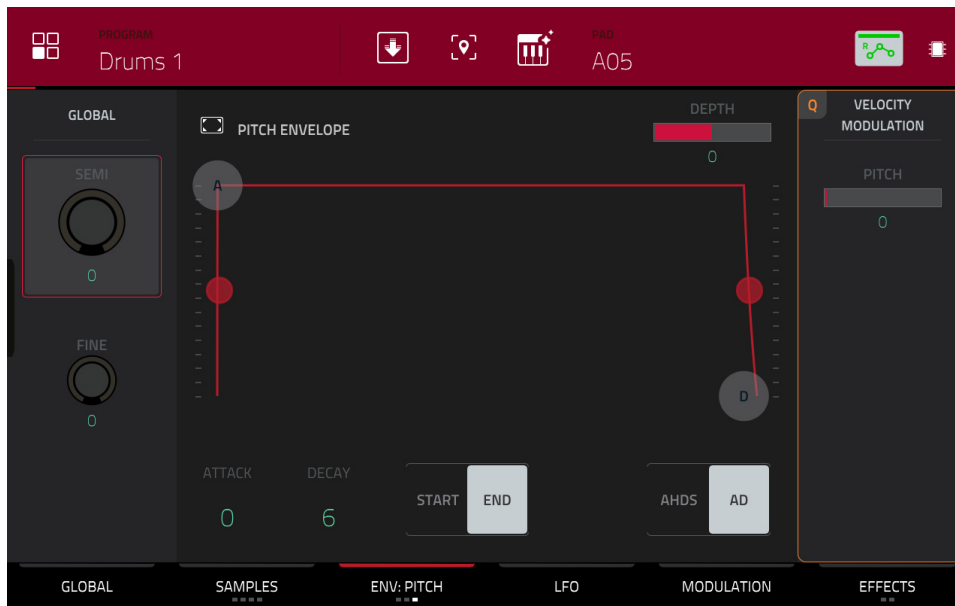 PROGRAM
Drums 1
PAD
A05
R
GLOBAL
SEMI
0
FINE
0
PITCH ENVELOPE
DEPTH
0
A
D
ATTACK
0
DECAY
6
START
END
AHDS
AD
Q
VELOCITY
MODULATION
PITCH
0
GLOBAL
SAMPLES
ENV: PITCH
LFO
MODULATION
EFFECTS